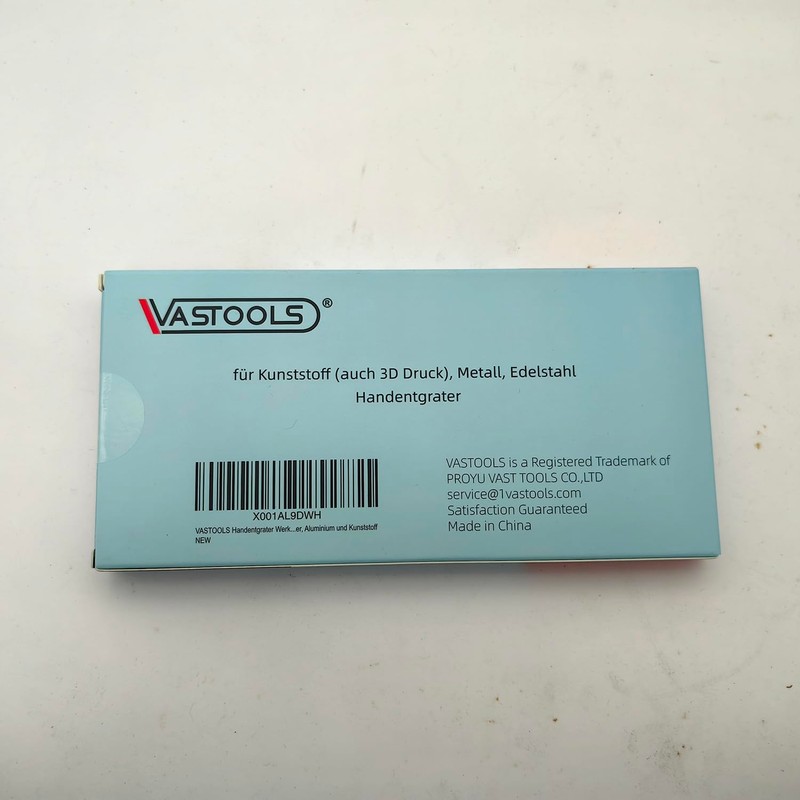 VASTOOLS®
für Kunststoff (auch 3D Druck), Metall, Edelstahl
Handentgrater
X001AL9DWH
VASTOOLS Handentgrater Werk...er, Aluminium und Kunststoff
NEW
VASTOOLS is a Registered Trademark of
PROYU VAST TOOLS CO.,LTD
service@1vastools.com
Satisfaction Guaranteed
Made in China